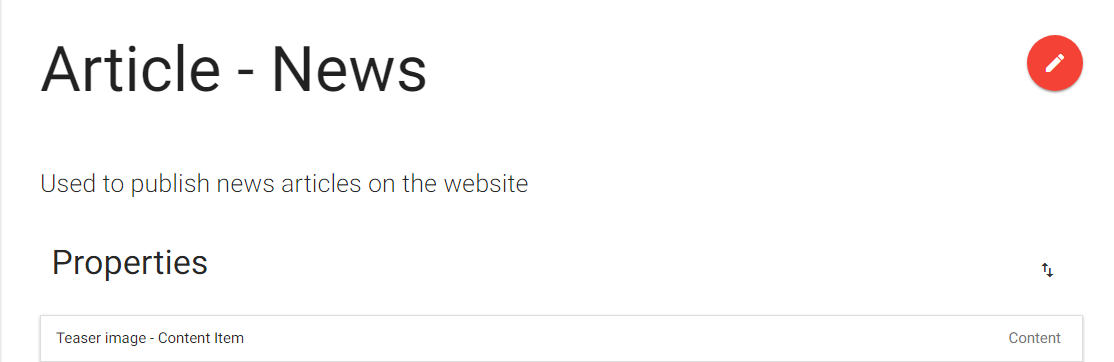 Article - News
Used to publish news articles on the website
Properties
Teaser image - Content Item Content